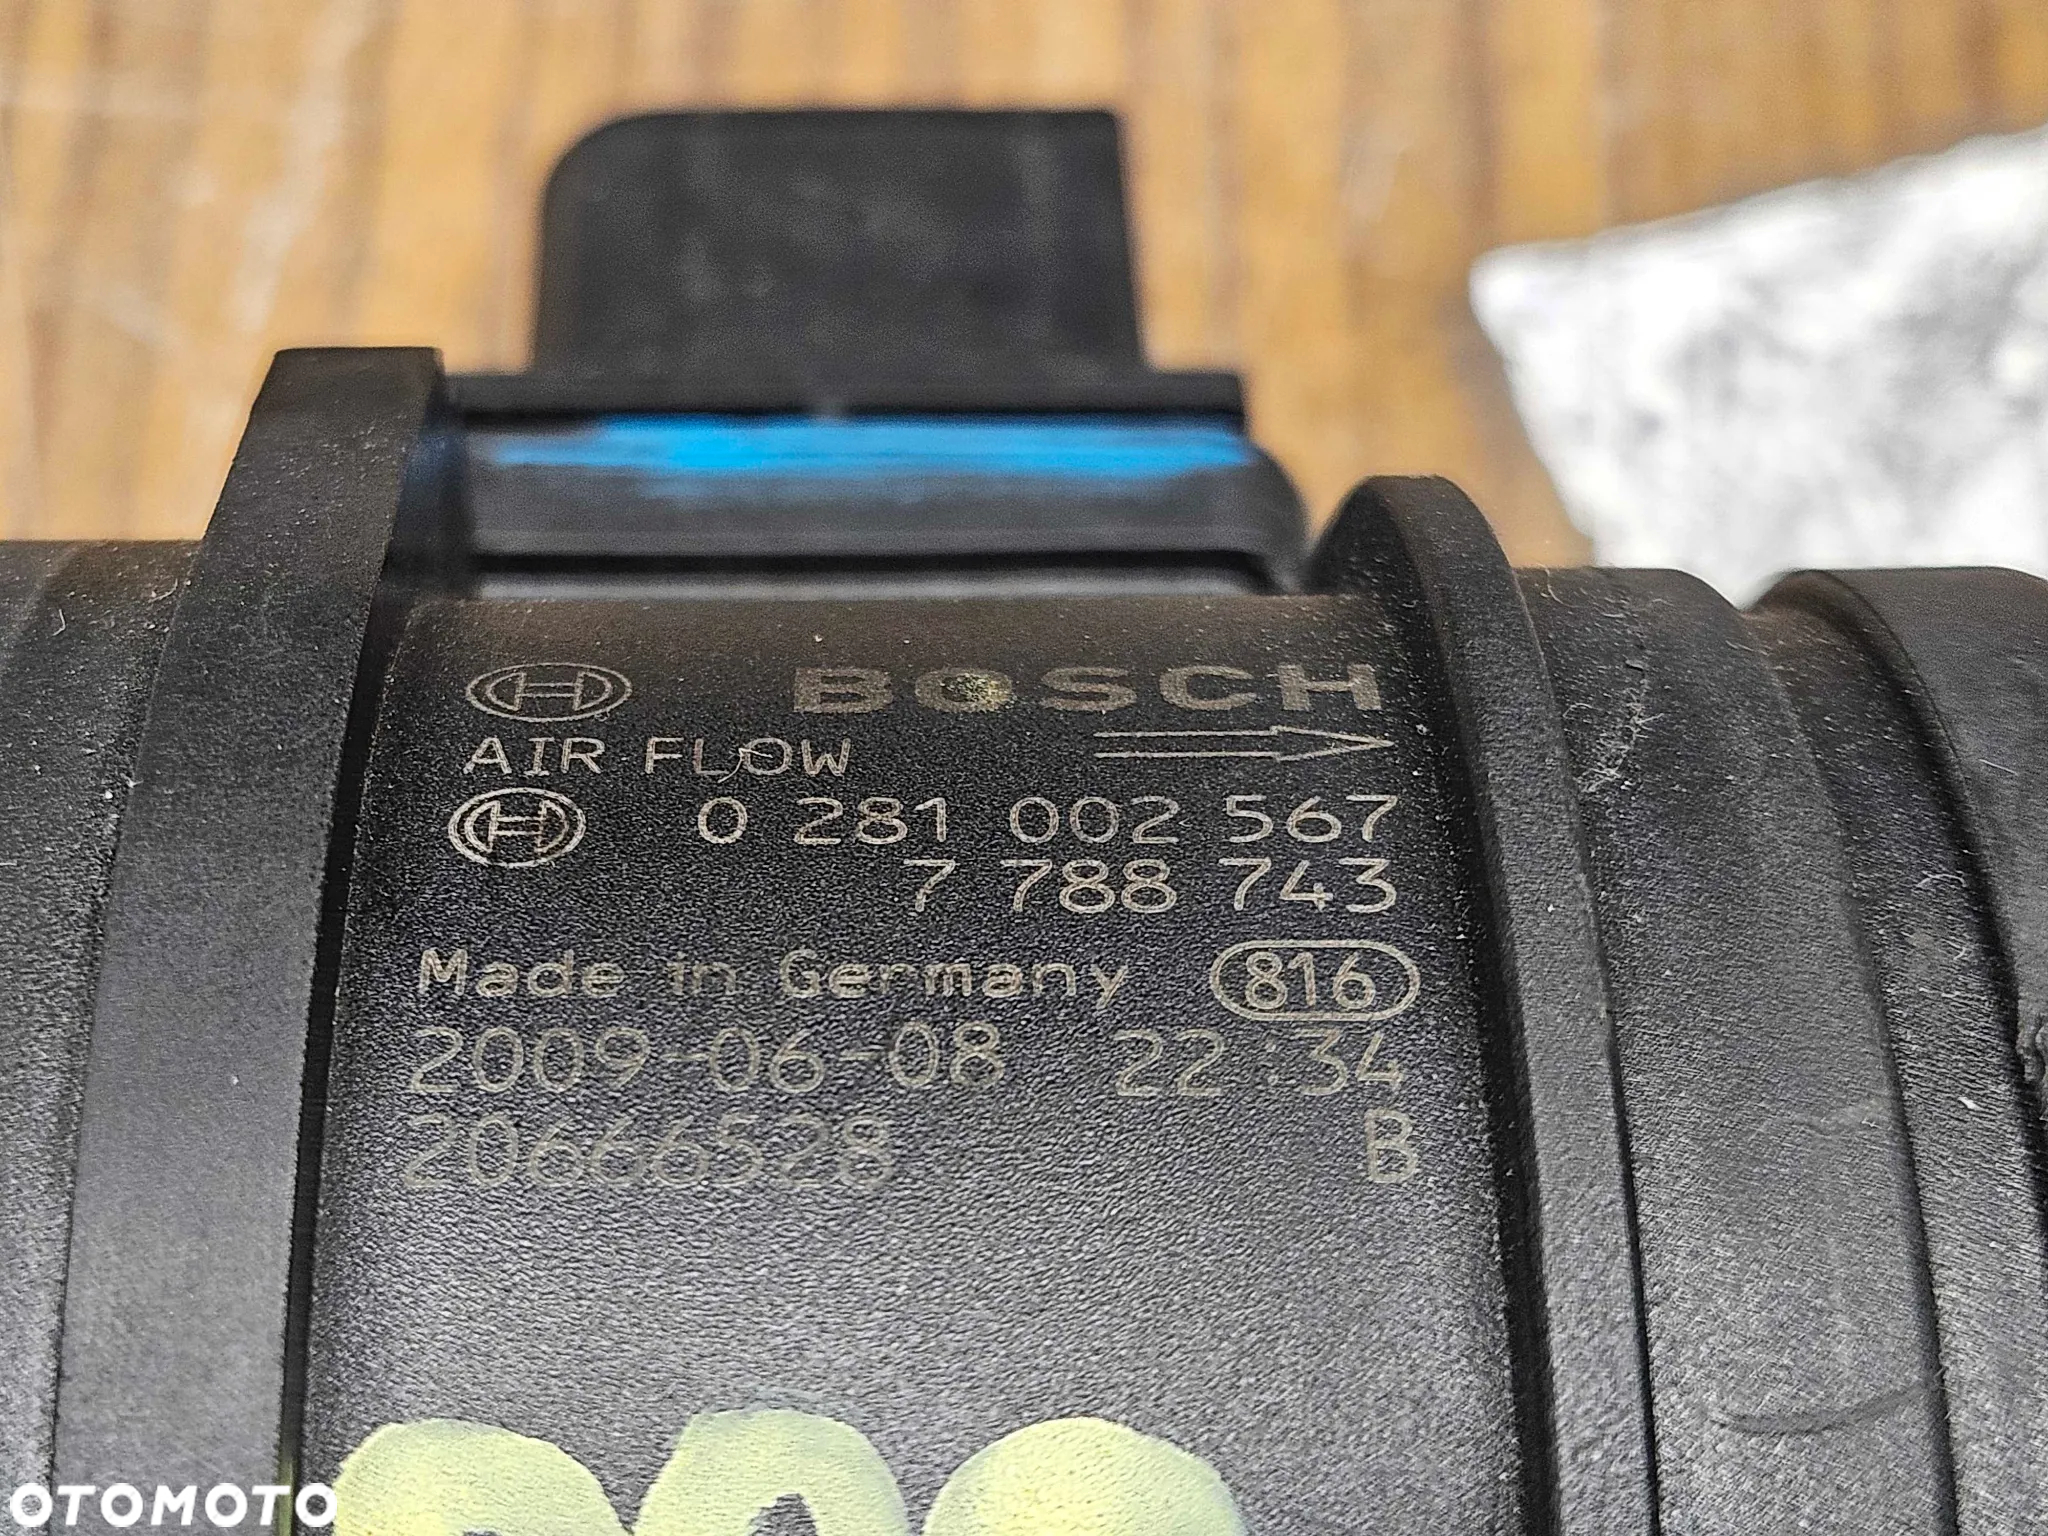 BOSCH
AIR FLOW
0 281 002 567
7 788 743
Made in Germany 816
2009-06-08 22:34
20666528 B
OTOMOTO